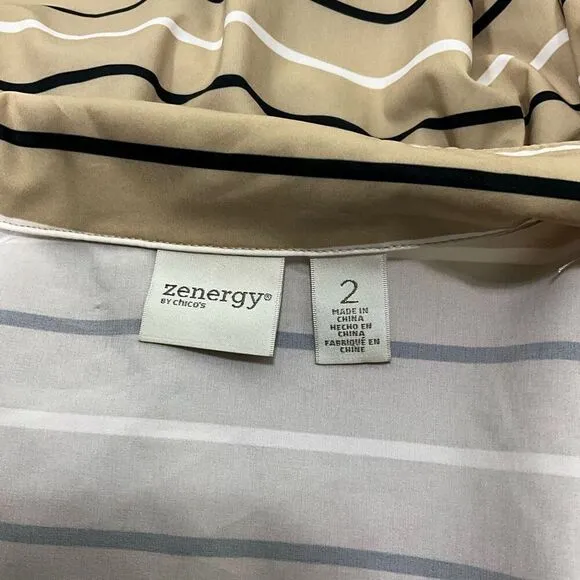 zenergy®
BY chico's
2
MADE IN
CHINA
HECHO EN
CHINA
FABRIQUÉ EN
CHINE